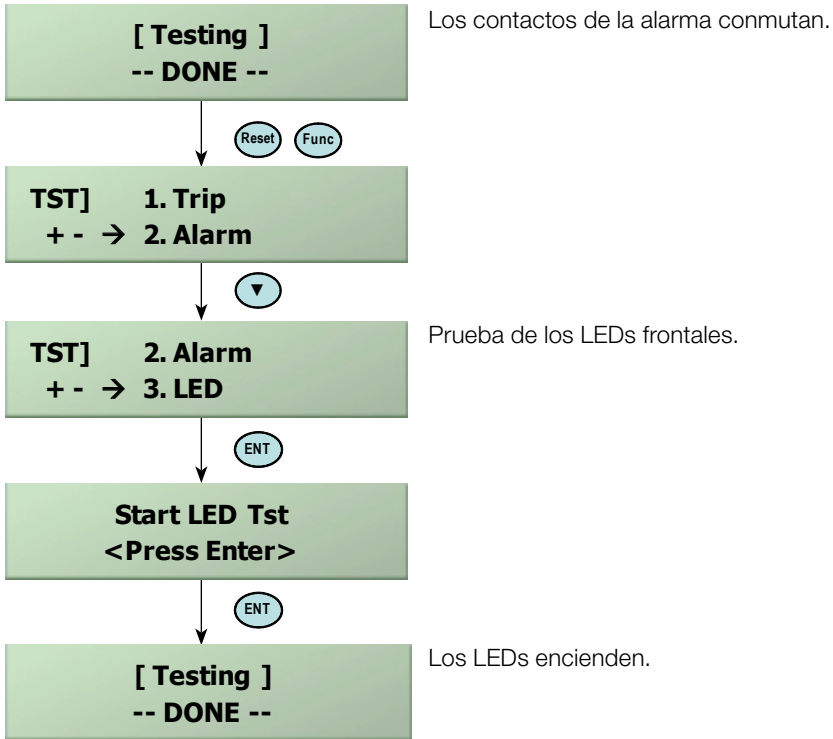 [ Testing ]
-- DONE --
Los contactos de la alarma conmutan.
Reset Func
TST] 1. Trip
+ - → 2. Alarm
▼
TST] 2. Alarm
+ - → 3. LED
Prueba de los LEDs frontales.
ENT
Start LED Tst
<Press Enter>
ENT
[ Testing ]
-- DONE --
Los LEDs encienden.